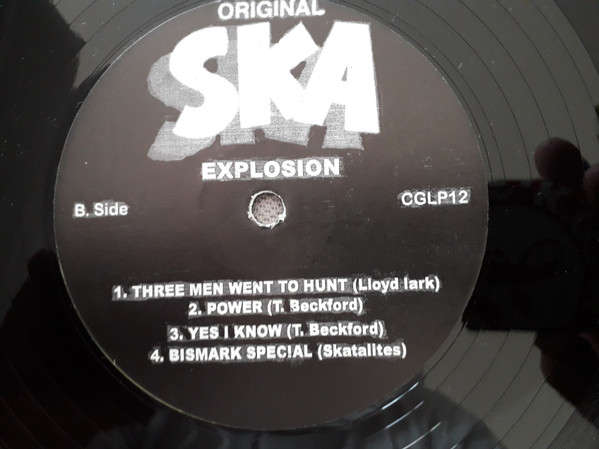 ORIGINAL
SKA
EXPLOSION
B. Side
CGLP12
1. THREE MEN WENT TO HUNT (Lloyd lark)
2. POWER (T. Beckford)
3. YES I KNOW (T. Beckford)
4. BISMARK SPECIAL (Skatalites)